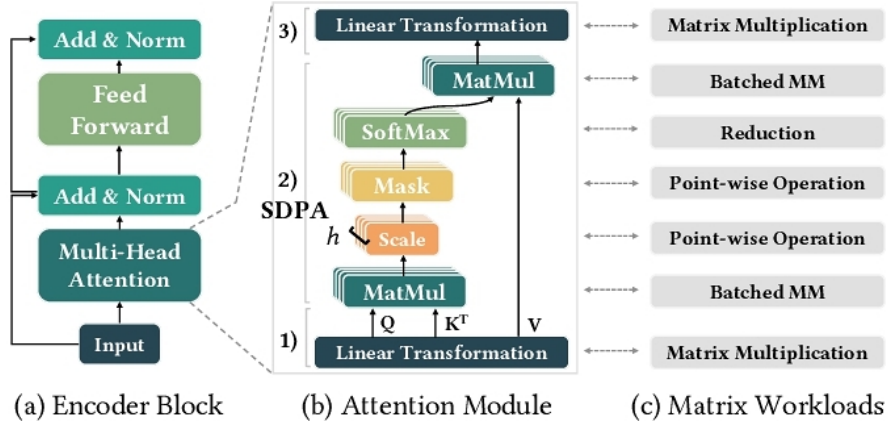 Add & Norm
Feed
Forward
Add & Norm
Multi-Head
Attention
Input
(a) Encoder Block
3)
Linear Transformation
MatMul
SoftMax
2)
Mask
SDPA
h
Scale
MatMul
1)
Q
K^T
V
Linear Transformation
(b) Attention Module
Matrix Multiplication
Batched MM
Reduction
Point-wise Operation
Point-wise Operation
Batched MM
Matrix Multiplication
(c) Matrix Workloads